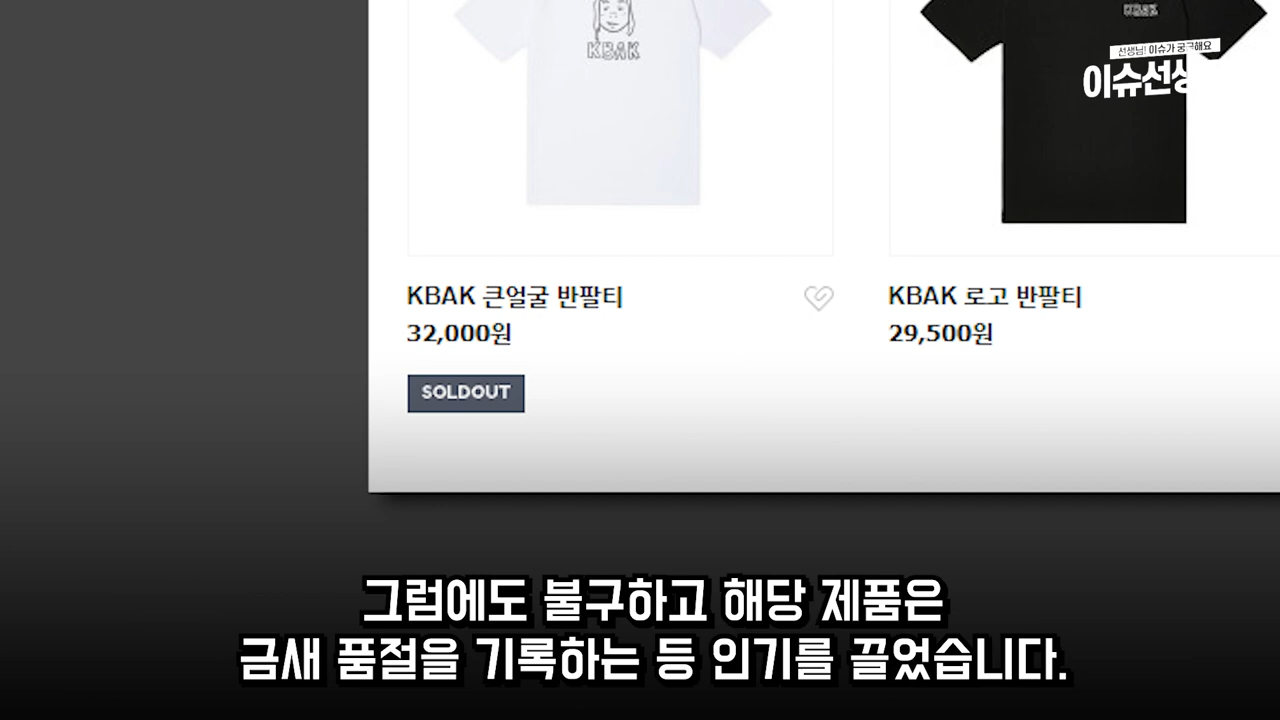 KBAK
KBAK
선생님! 이슈가 궁금해요
이슈선생
KBAK 큰얼굴 반팔티
32,000원
KBAK 로고 반팔티
29,500원
SOLDOUT
그럼에도 불구하고 해당 제품은
금새 품절을 기록하는 등 인기를 끌었습니다.